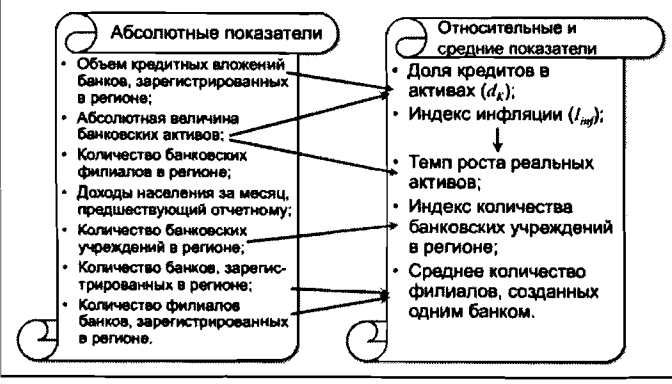 Абсолютные показатели
• Объем кредитных вложений
банков, зарегистрированных
в регионе;
• Абсолютная величина
банковских активов;
• Количество банковских
филиалов в регионе;
• Доходы населения за месяц,
предшествующий отчетному;
• Количество банковских
учреждений в регионе;
• Количество банков, зарегис-
трированных в регионе;
• Количество филиалов
банков, зарегистрированных
в регионе.
Относительные и
средние показатели
• Доля кредитов в
активах (dK);
• Индекс инфляции (Iinf);
• Темп роста реальных
активов;
• Индекс количества
банковских учреждений
в регионе;
• Среднее количество
филиалов, созданных
одним банком.